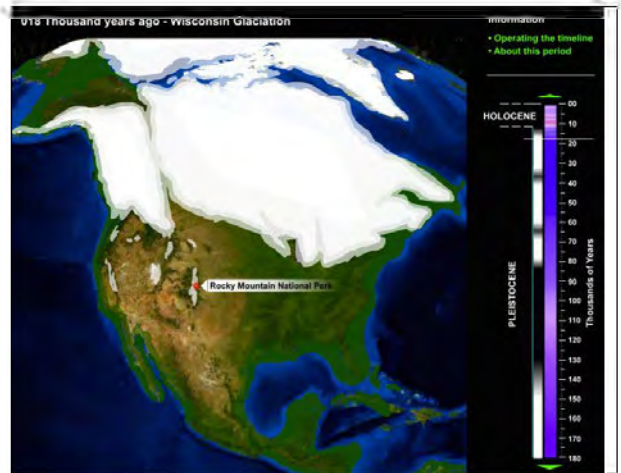 018 Thousand years ago - Wisconsin Glaciation
Information
• Operating the timeline
• About this period
HOLOCENE
PLEISTOCENE
00
10
20
30
40
50
60
70
80
90
100
110
120
130
140
150
160
170
180
Thousands of Years
Rocky Mountain National Park